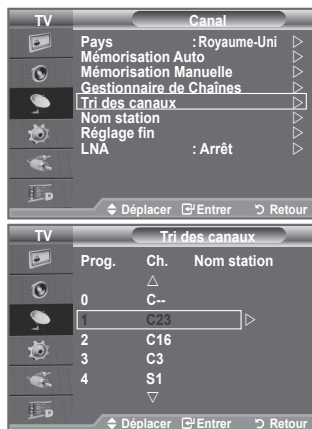 TV Canal
Pays : Royaume-Uni
Mémorisation Auto
Mémorisation Manuelle
Gestionnaire de Chaînes
Tri des canaux
Nom station
Réglage fin
LNA : Arrêt
Déplacer Entrer Retour
TV Tri des canaux
Prog. Ch. Nom station
0 C--
1 C23
2 C16
3 C3
4 S1
Déplacer Entrer Retour